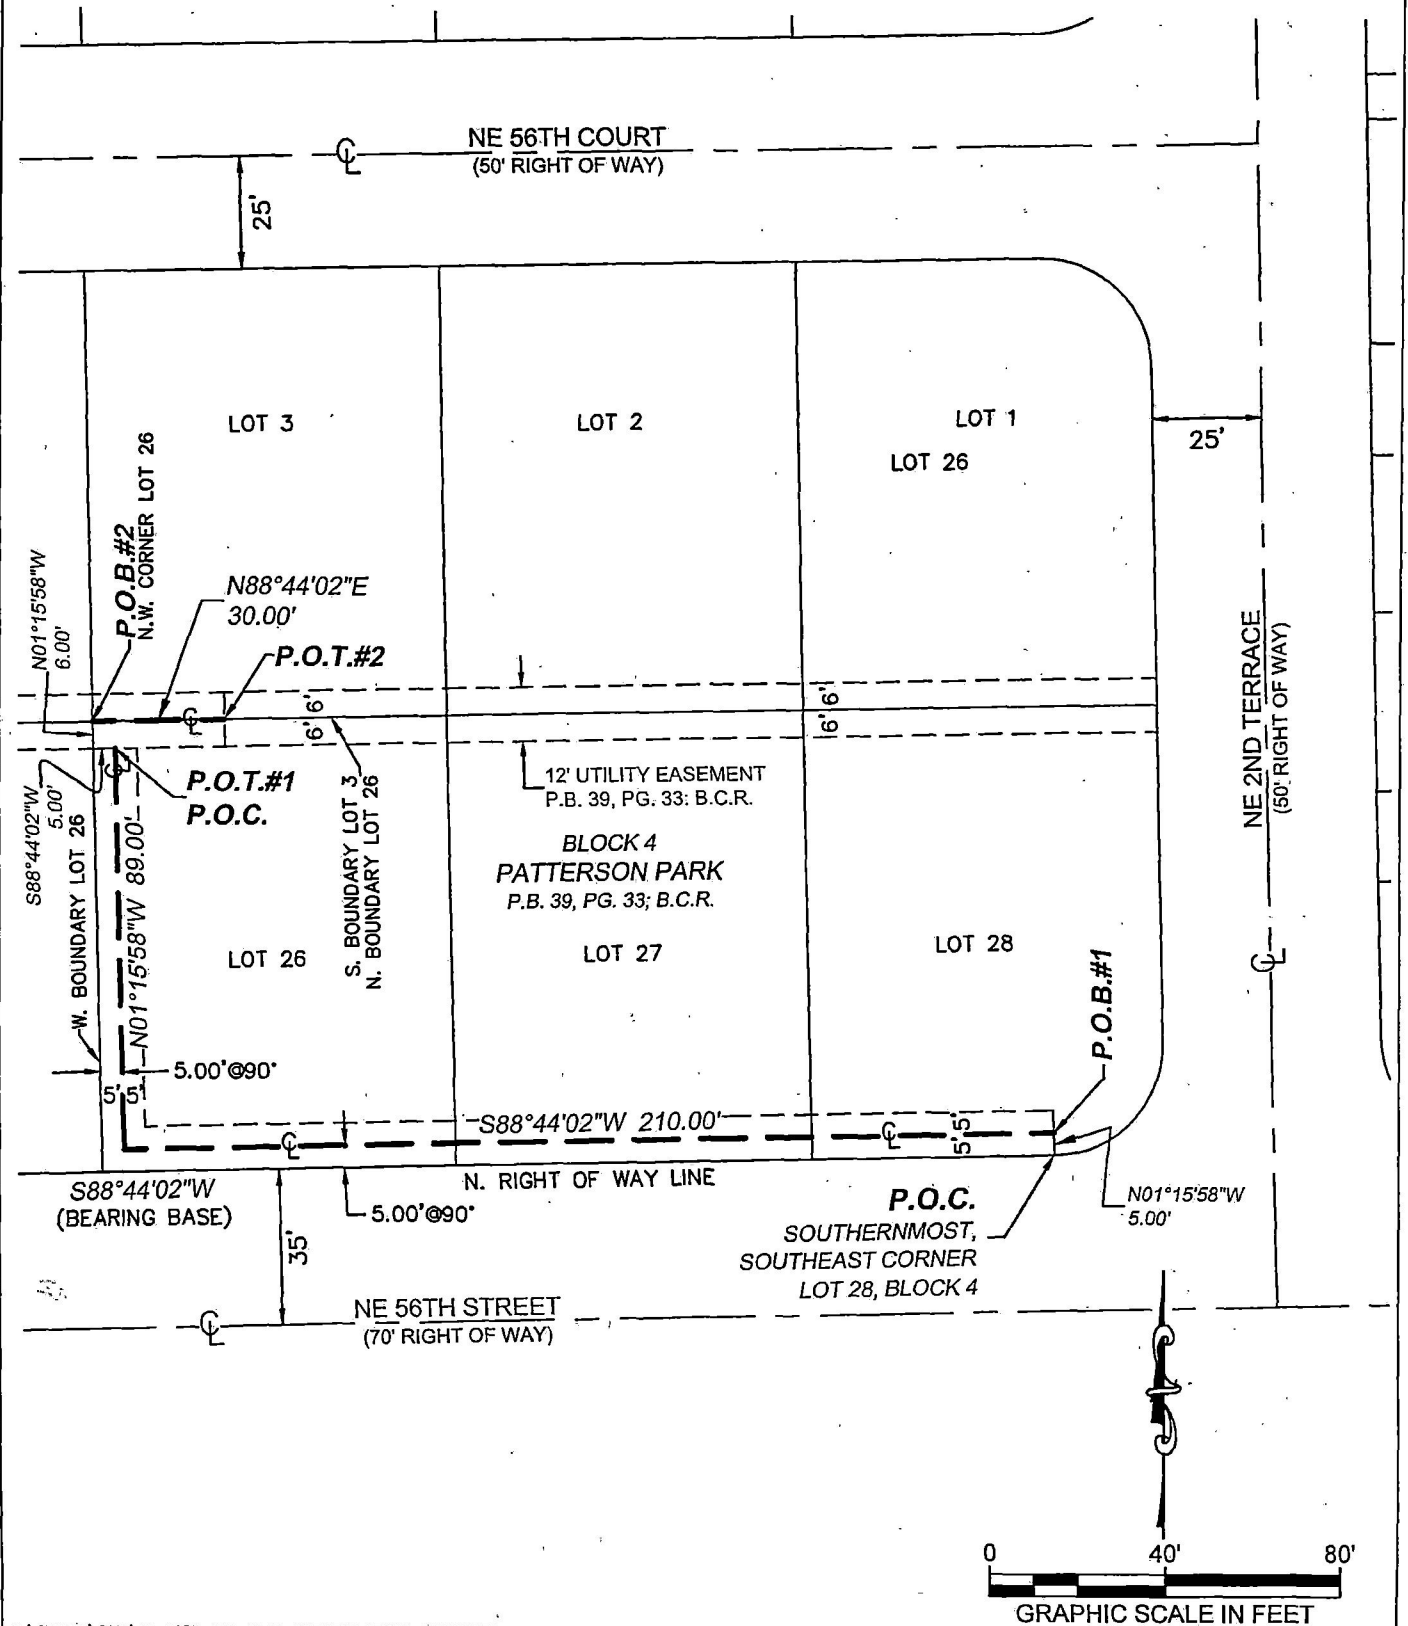 NE 56TH COURT
(50' RIGHT OF WAY)
25'
LOT 3
LOT 2
LOT 1
LOT 26
25'
P.O.B.#2
N.W. CORNER LOT 26
N01°15'58"W
6.00'
N88°44'02"E
30.00'
P.O.T.#2
6' 6'
6' 6'
NE 2ND TERRACE
(50' RIGHT OF WAY)
12' UTILITY EASEMENT
P.B. 39, PG. 33: B.C.R.
P.O.T.#1
P.O.C.
S88°44'02"W
5.00'
W. BOUNDARY LOT 26
N01°15'58"W 89.00'
S. BOUNDARY LOT 3
N. BOUNDARY LOT 26
BLOCK 4
PATTERSON PARK
P.B. 39, PG. 33; B.C.R.
LOT 26
LOT 27
LOT 28
P.O.B.#1
5.00'@90°
5' 5'
S88°44'02"W 210.00'
5' 5'
N. RIGHT OF WAY LINE
S88°44'02"W
(BEARING BASE)
5.00'@90°
35'
P.O.C.
SOUTHERNMOST,
SOUTHEAST CORNER
LOT 28, BLOCK 4
N01°15'58"W
5.00'
NE 56TH STREET
(70' RIGHT OF WAY)
0 40' 80'
GRAPHIC SCALE IN FEET